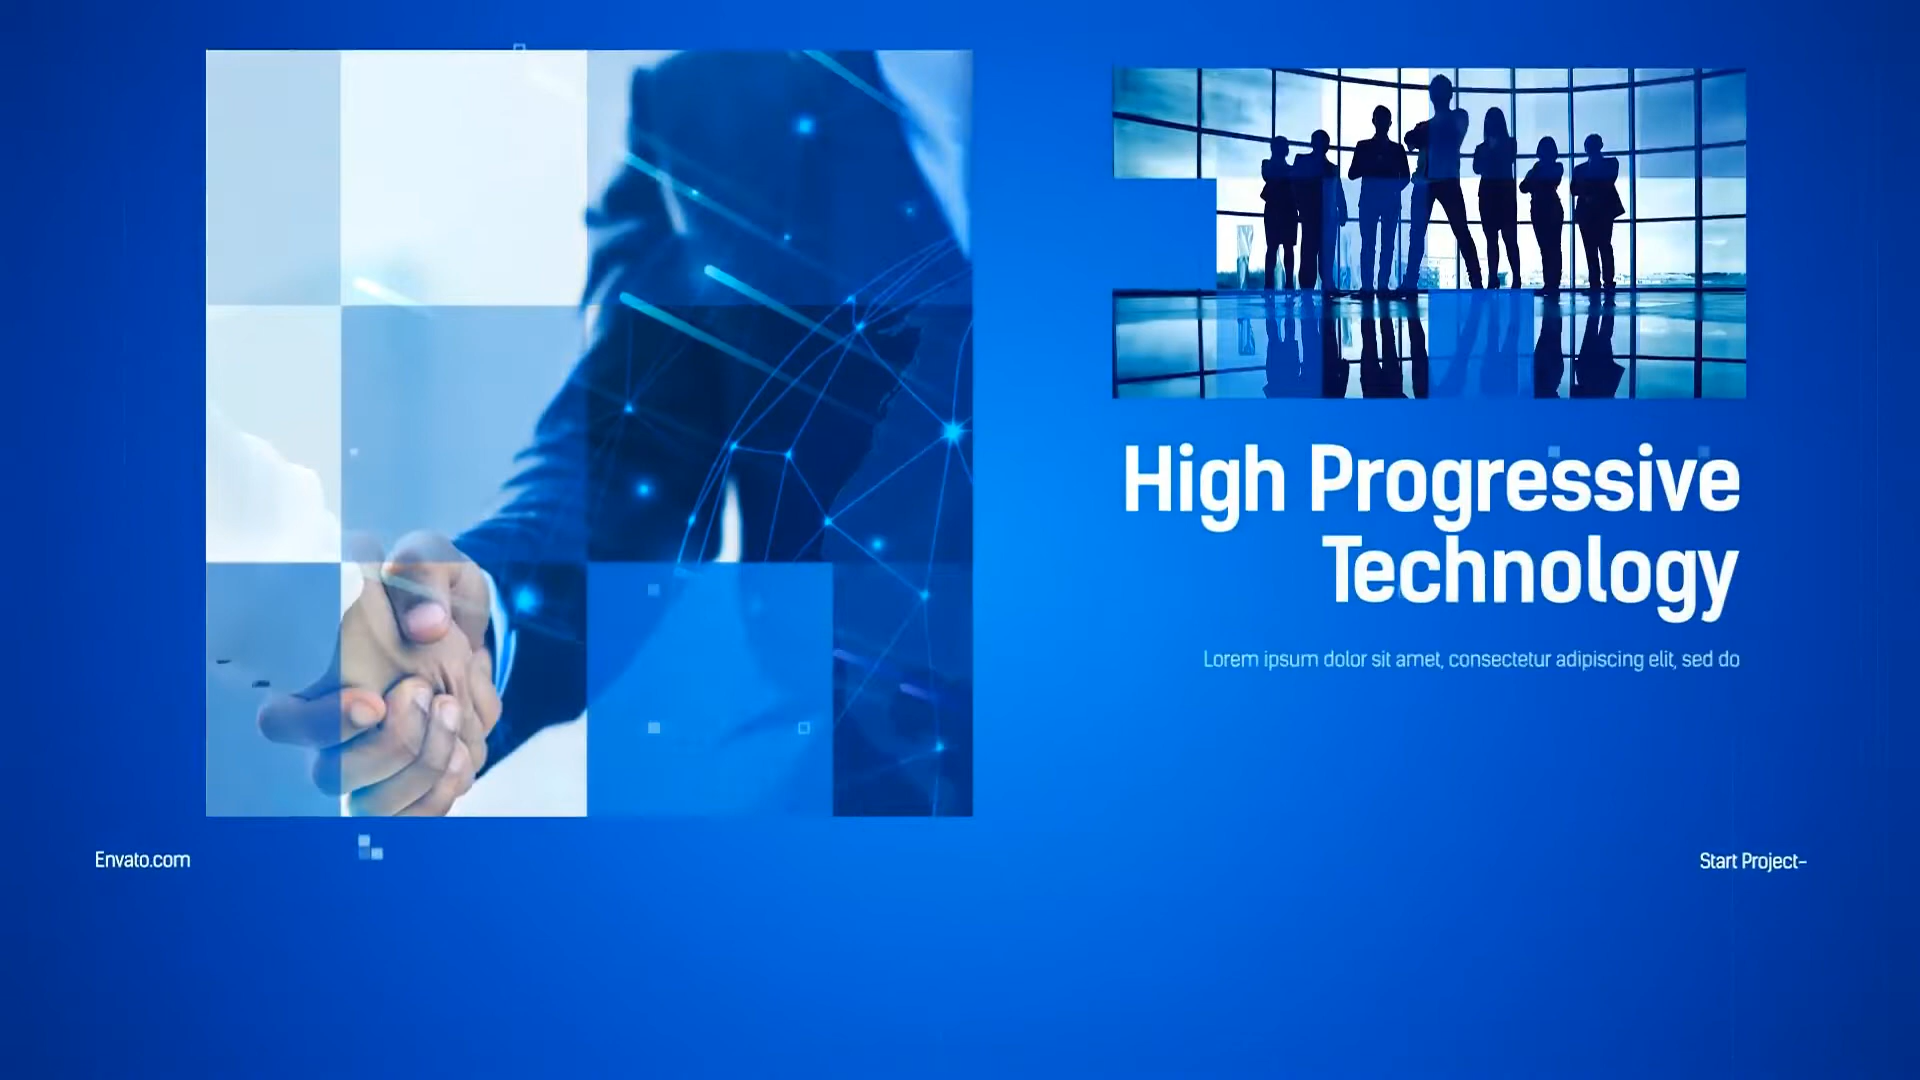 High Progressive
Technology
Lorem ipsum dolor sit amet, consectetur adipiscing elit, sed do
Envato.com
Start Project-